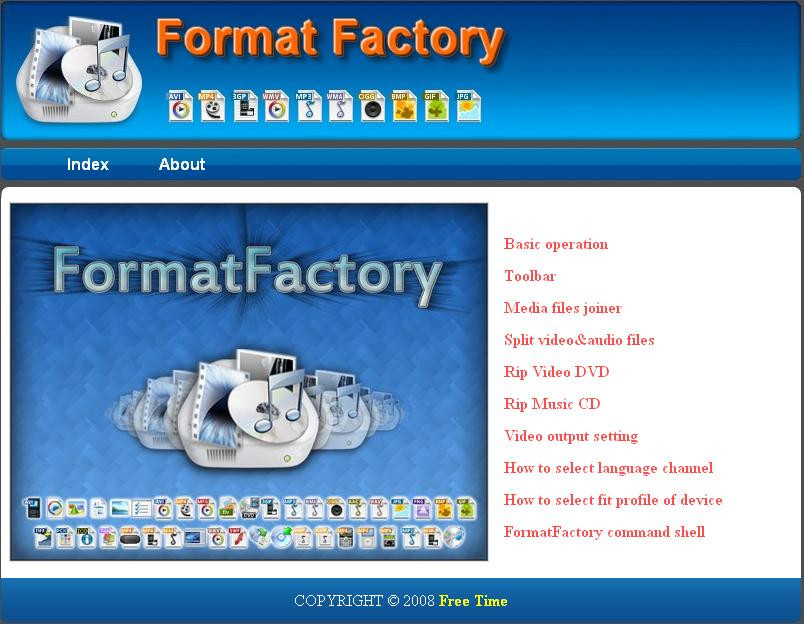 Format Factory
AVI MP4 3GP WMV MP3 WMA OGG BMP GIF JPG
Index About
FormatFactory
Basic operation
Toolbar
Media files joiner
Split video&audio files
Rip Video DVD
Rip Music CD
Video output setting
How to select language channel
How to select fit profile of device
FormatFactory command shell
COPYRIGHT © 2008 Free Time